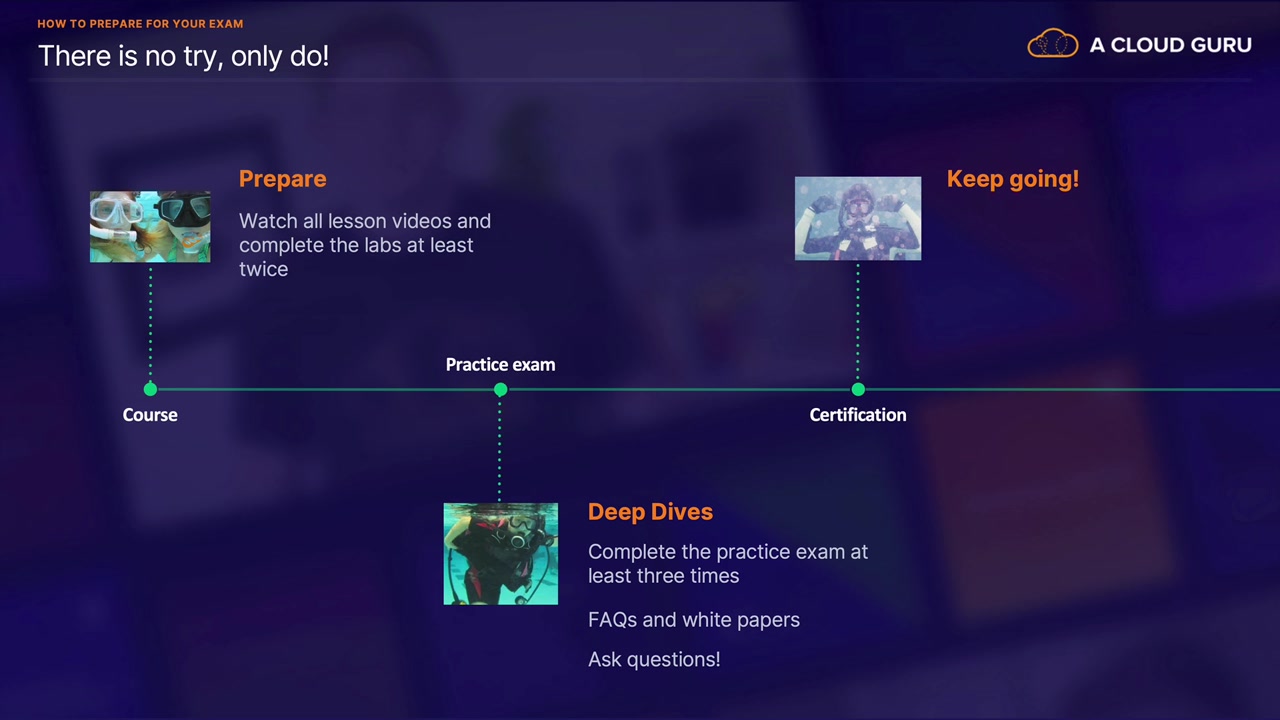 HOW TO PREPARE FOR YOUR EXAM
There is no try, only do!
A CLOUD GURU
Prepare
Watch all lesson videos and
complete the labs at least
twice
Keep going!
Practice exam
Course
Certification
Deep Dives
Complete the practice exam at
least three times
FAQs and white papers
Ask questions!